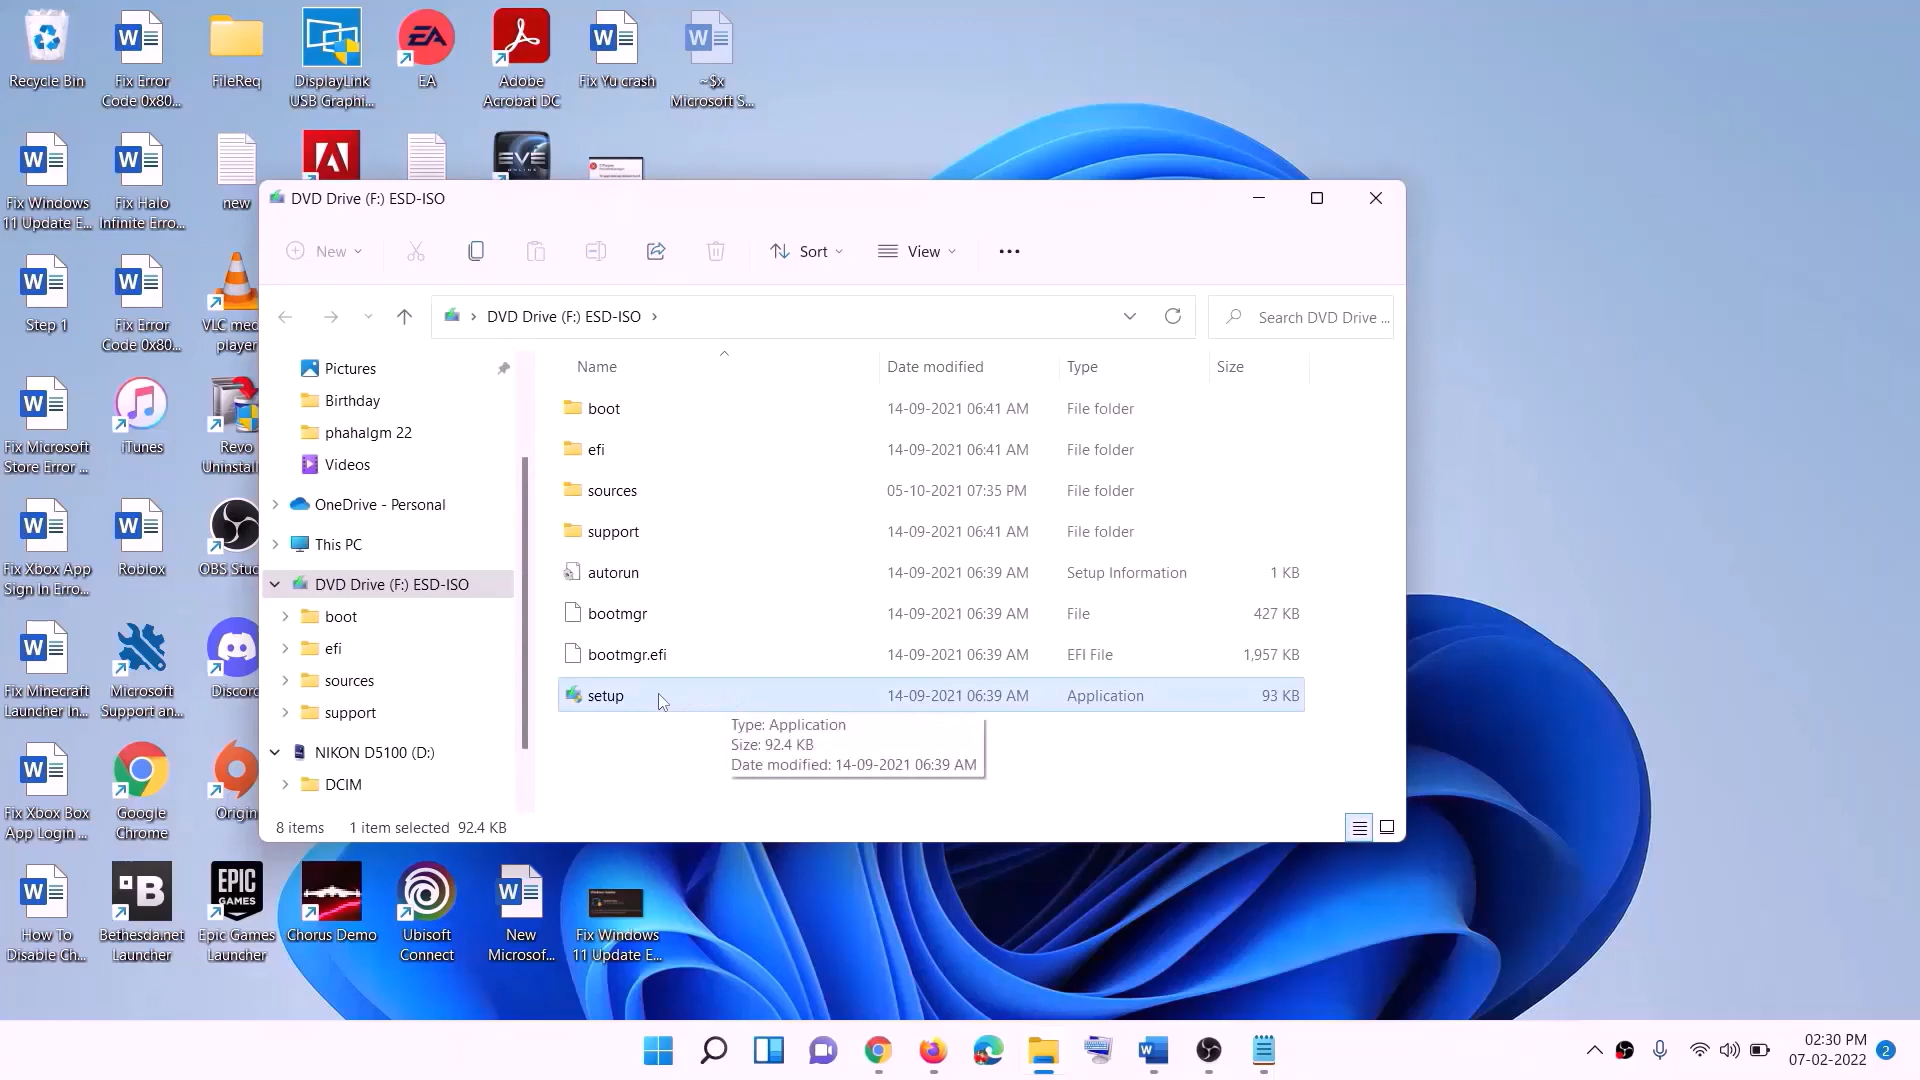 Recycle Bin
Fix Error
Code 0x80...
FileReq
DisplayLink
USB Graphi...
EA
EA
Adobe
Acrobat DC
Fix Yu crash
~$x
Microsoft S...
Fix Windows
11 Update E...
Fix Halo
Infinite Erro...
new
EVE
ONLINE
Step 1
Fix Error
Code 0x80...
VLC med
player
Fix Microsoft
Store Error ...
iTunes
Revo
Uninstal
Fix Xbox App
Sign In Erro...
Roblox
OBS Stud
Fix Minecraft
Launcher In...
Microsoft
Support an...
Discord
Fix Xbox Box
App Login ...
Google
Chrome
Origin
How To
Disable Ch...
Bethesda.net
Launcher
EPIC
GAMES
Epic Games
Launcher
Chorus Demo
Ubisoft
Connect
New
Microsof...
Fix Windows
11 Update E...
DVD Drive (F:) ESD-ISO
New
Sort
View
DVD Drive (F:) ESD-ISO
Search DVD Drive ...
Pictures
Birthday
phahalgm 22
Videos
OneDrive - Personal
This PC
DVD Drive (F:) ESD-ISO
boot
efi
sources
support
NIKON D5100 (D:)
DCIM
Name Date modified Type Size
boot 14-09-2021 06:41 AM File folder
efi 14-09-2021 06:41 AM File folder
sources 05-10-2021 07:35 PM File folder
support 14-09-2021 06:41 AM File folder
autorun 14-09-2021 06:39 AM Setup Information 1 KB
bootmgr 14-09-2021 06:39 AM File 427 KB
bootmgr.efi 14-09-2021 06:39 AM EFI File 1,957 KB
setup 14-09-2021 06:39 AM Application 93 KB
Type: Application
Size: 92.4 KB
Date modified: 14-09-2021 06:39 AM
8 items 1 item selected 92.4 KB
02:30 PM
07-02-2022
2